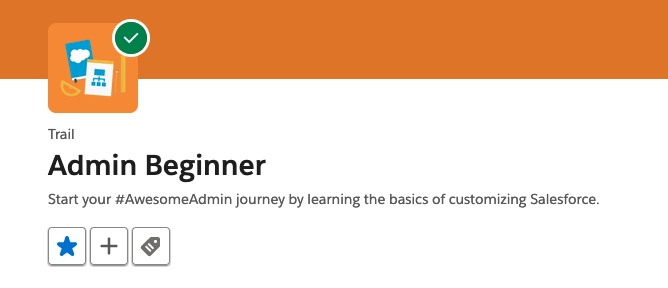 Trail
Admin Beginner
Start your #AwesomeAdmin journey by learning the basics of customizing Salesforce.